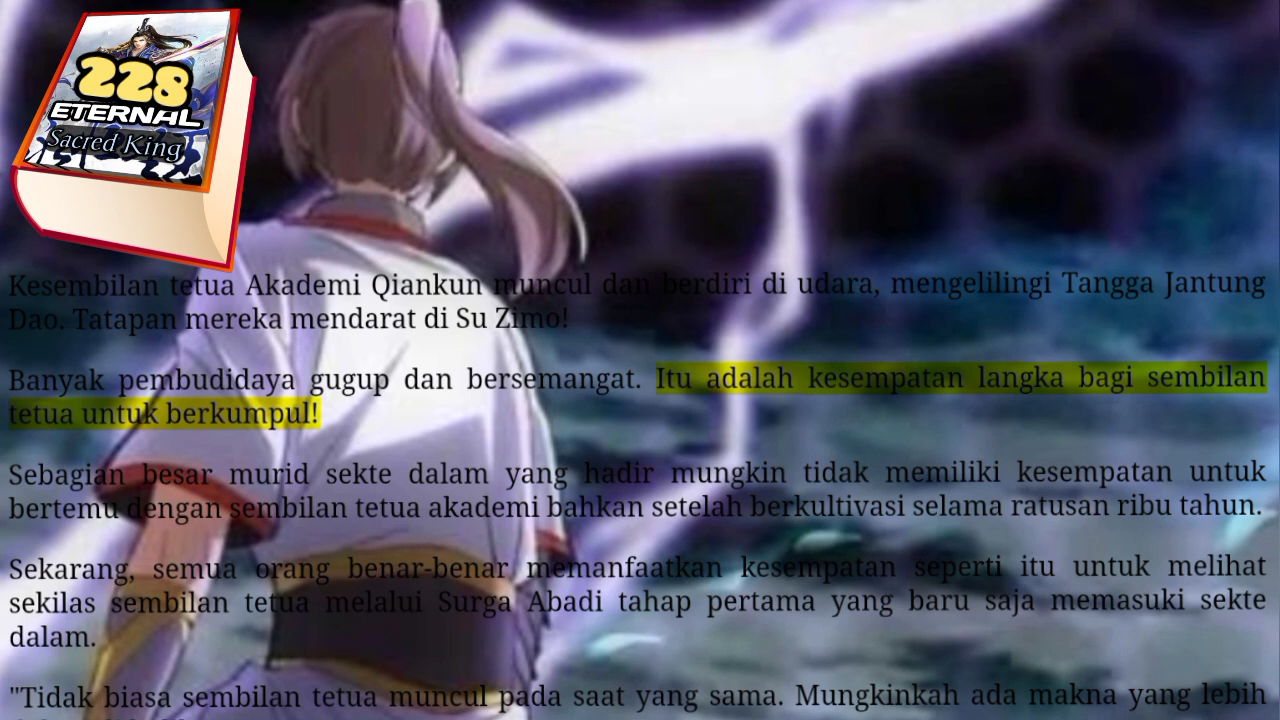 228
ETERNAL
Sacred King
Kesembilan tetua Akademi Qiankun muncul dan berdiri di udara, mengelilingi Tangga Jantung
Dao. Tatapan mereka mendarat di Su Zimo!
Banyak pembudidaya gugup dan bersemangat. Itu adalah kesempatan langka bagi sembilan
tetua untuk berkumpul!
Sebagian besar murid sekte dalam yang hadir mungkin tidak memiliki kesempatan untuk
bertemu dengan sembilan tetua akademi bahkan setelah berkultivasi selama ratusan ribu tahun.
Sekarang, semua orang benar-benar memanfaatkan kesempatan seperti itu untuk melihat
sekilas sembilan tetua melalui Surga Abadi tahap pertama yang baru saja memasuki sekte
dalam.
"Tidak biasa sembilan tetua muncul pada saat yang sama. Mungkinkah ada makna yang lebih